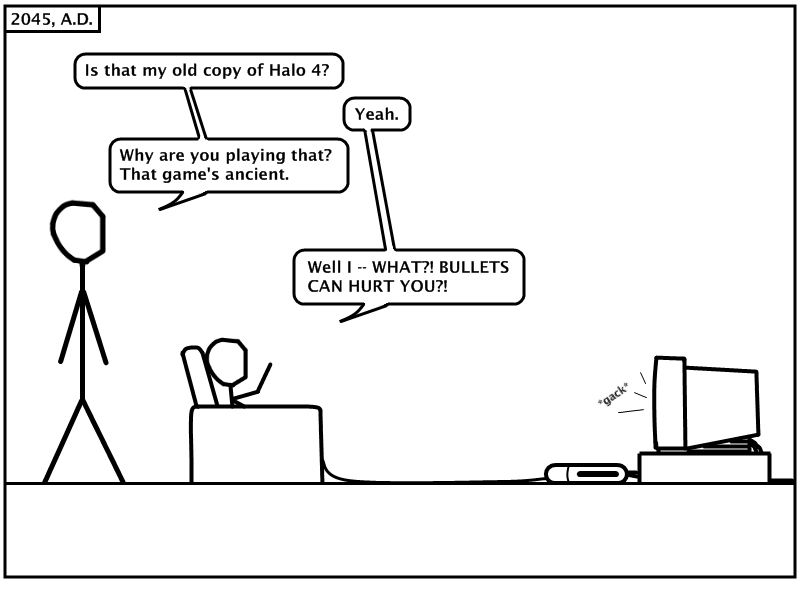 2045, A.D.
Is that my old copy of Halo 4?
Yeah.
Why are you playing that?
That game's ancient.
Well I -- WHAT?! BULLETS
CAN HURT YOU?!
*gack*